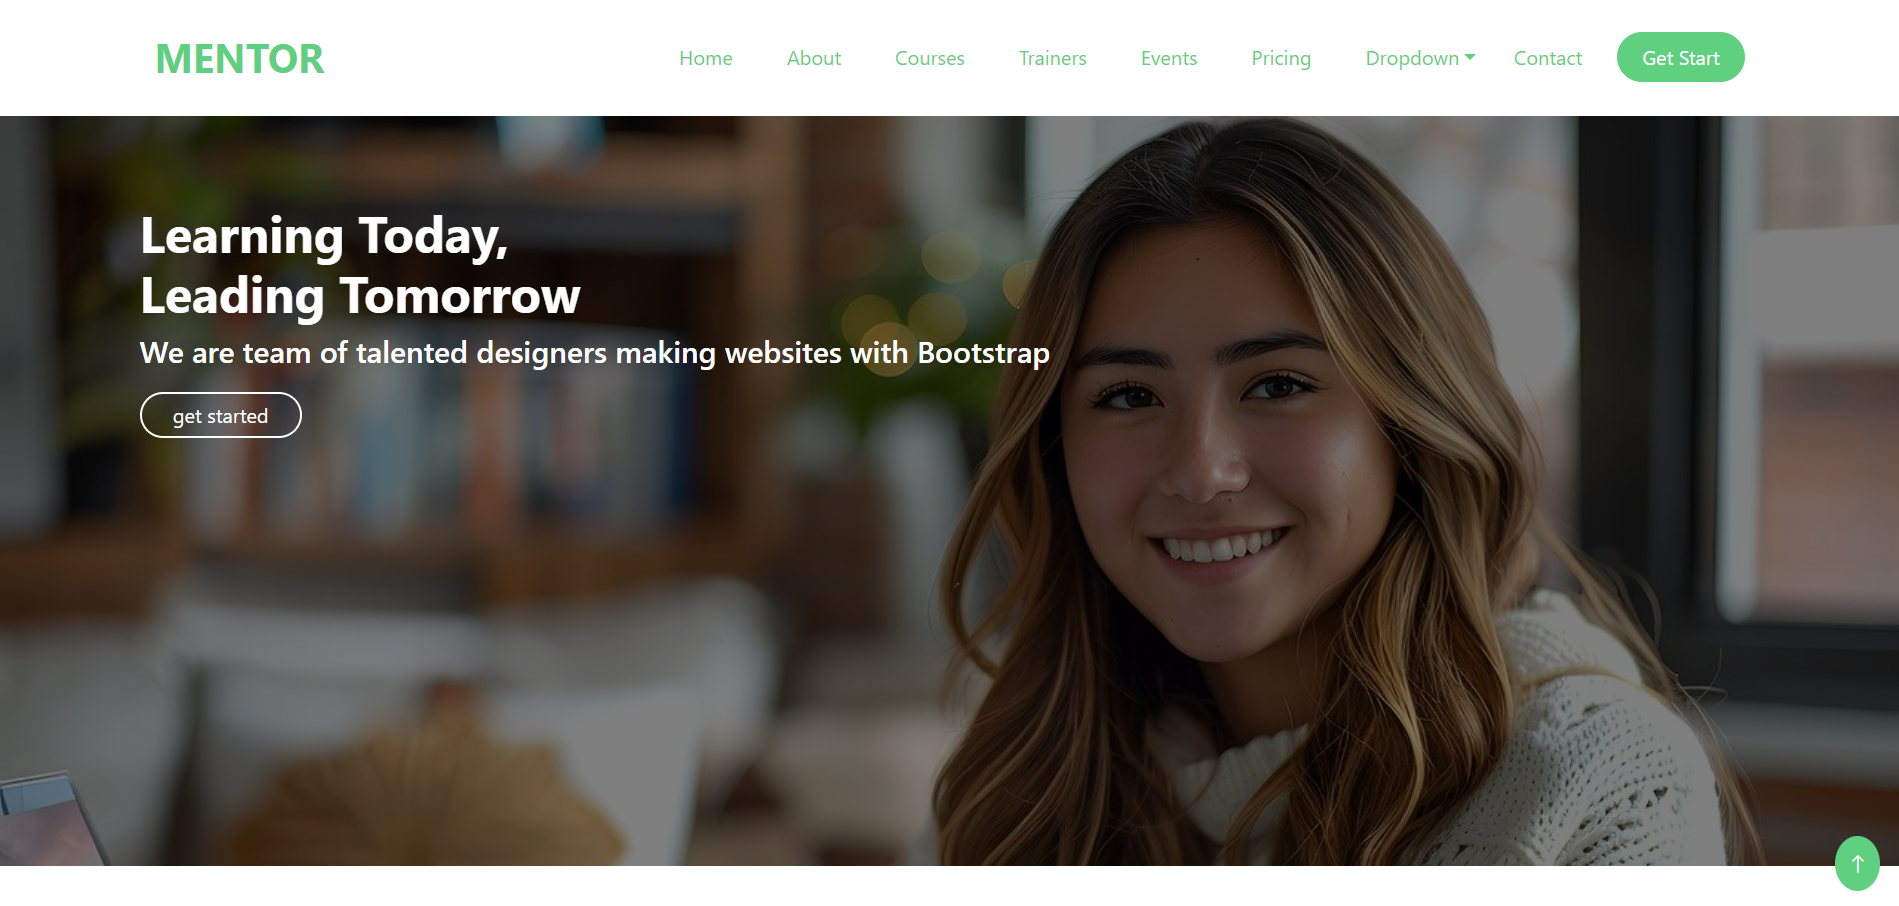 MENTOR
Home About Courses Trainers Events Pricing Dropdown Contact Get Start
Learning Today,
Leading Tomorrow
We are team of talented designers making websites with Bootstrap
get started